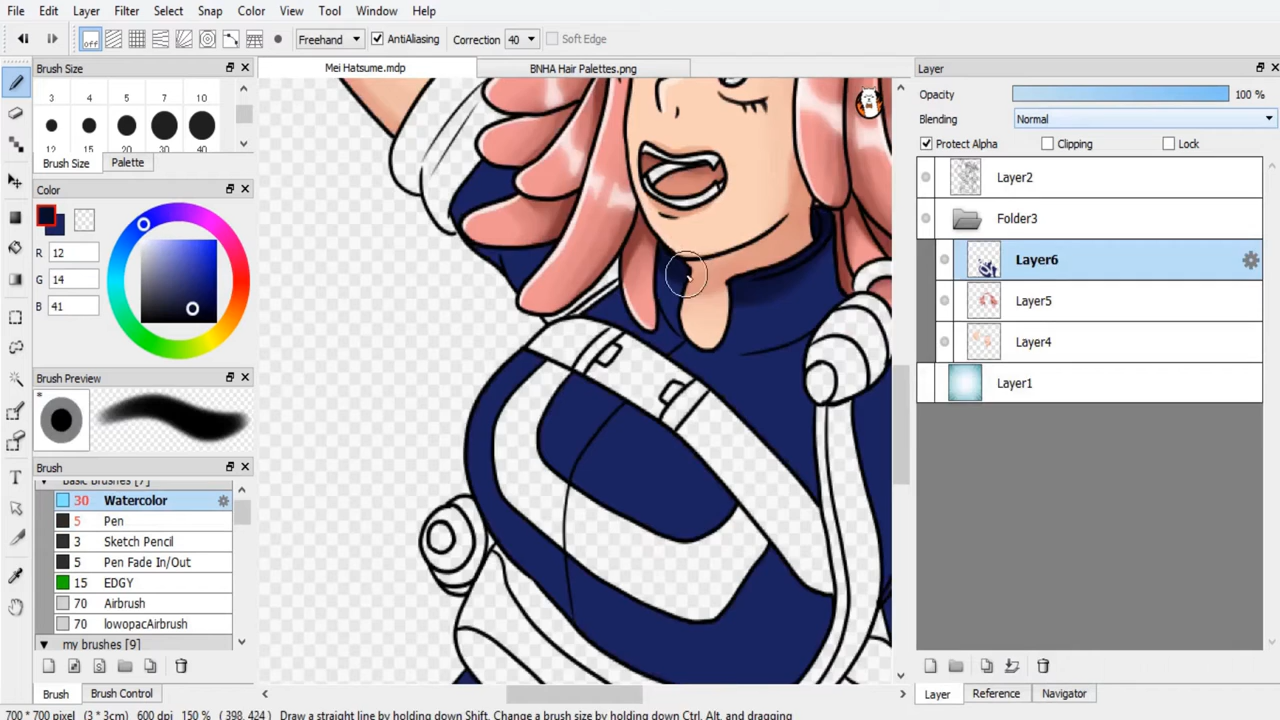 File Edit Layer Filter Select Snap Color View Tool Window Help
off Freehand AntiAliasing Correction 40 Soft Edge
Brush Size
3 4 5 7 10
12 15 20 30 40
Brush Size Palette
Color
R 12
G 14
B 41
Brush Preview
*
Brush
basic brushes [7]
30 Watercolor
5 Pen
3 Sketch Pencil
5 Pen Fade In/Out
15 EDGY
70 Airbrush
70 lowopacAirbrush
my brushes [9]
Brush Brush Control
Mei Hatsume.mdp BNHA Hair Palettes.png
Layer
Opacity 100 %
Blending Normal
Protect Alpha Clipping Lock
Layer2
Folder3
Layer6
Layer5
Layer4
Layer1
Layer Reference Navigator
700 * 700 pixel (3 * 3cm) 600 dpi 150 % ( 398, 424 ) Draw a straight line by holding down Shift, Change a brush size by holding down Ctrl, Alt, and dragging